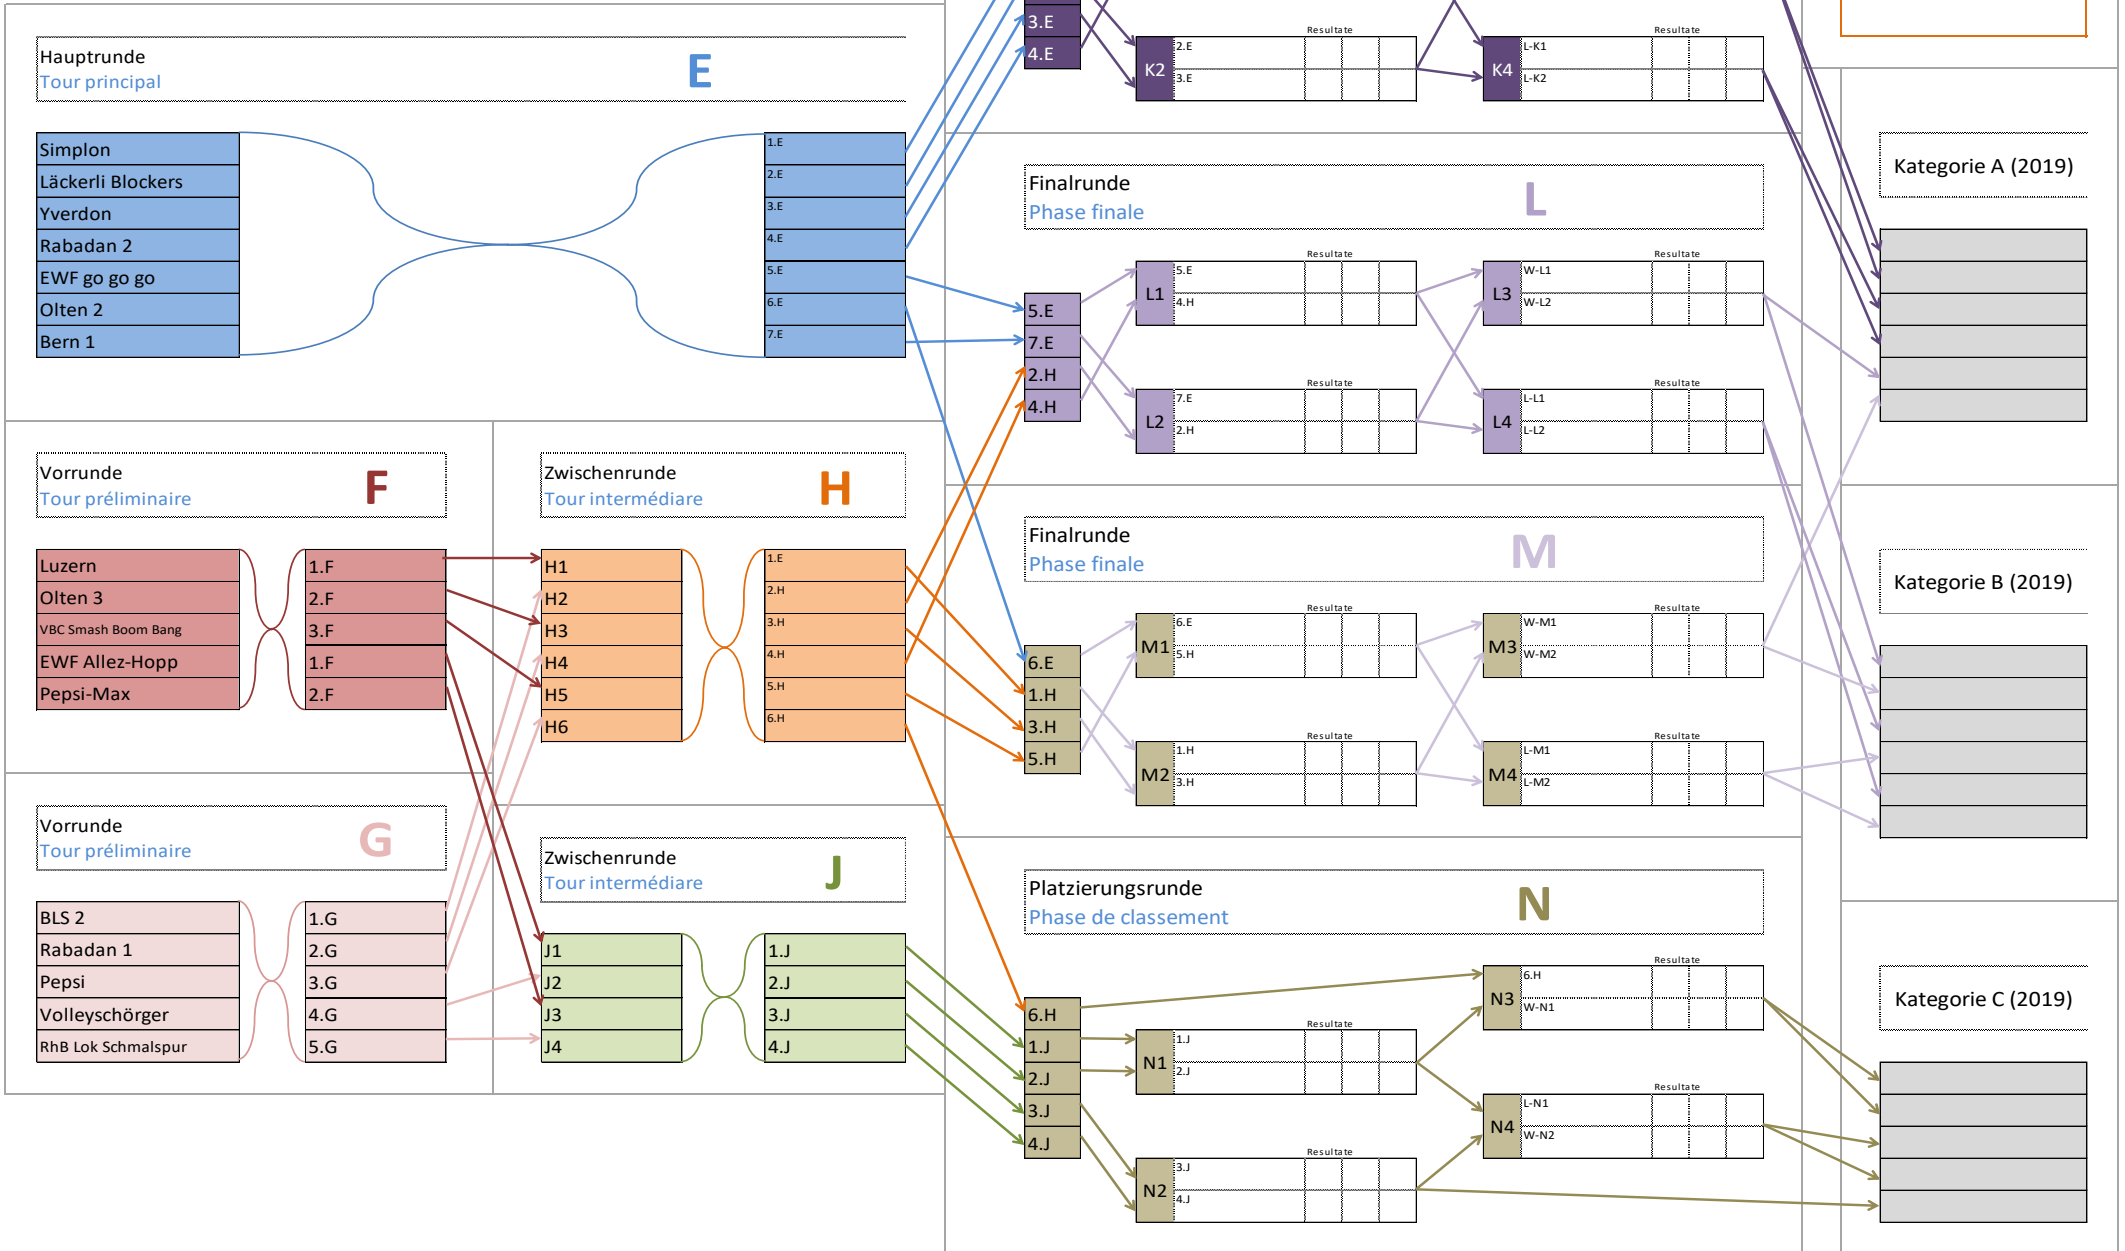 Hauptrunde
Tour principal
E
Simplon
Läckerli Blockers
Yverdon
Rabadan 2
EWF go go go
Olten 2
Bern 1
1.E
2.E
3.E
4.E
5.E
6.E
7.E
3.E
4.E
Resultate
K2
2.E
3.E
Resultate
K4
L-K1
L-K2
Finalrunde
Phase finale
L
5.E
7.E
2.H
4.H
Resultate
L1
5.E
4.H
Resultate
L2
7.E
2.H
Resultate
L3
W-L1
W-L2
Resultate
L4
L-L1
L-L2
Kategorie A (2019)
Vorrunde
Tour préliminaire
F
Luzern
Olten 3
VBC Smash Boom Bang
EWF Allez-Hopp
Pepsi-Max
1.F
2.F
3.F
1.F
2.F
Zwischenrunde
Tour intermédiare
H
H1
H2
H3
H4
H5
H6
1.E
2.H
3.H
4.H
5.H
6.H
Finalrunde
Phase finale
M
6.E
1.H
3.H
5.H
Resultate
M1
6.E
5.H
Resultate
M2
1.H
3.H
Resultate
M3
W-M1
W-M2
Resultate
M4
L-M1
L-M2
Kategorie B (2019)
Vorrunde
Tour préliminaire
G
BLS 2
Rabadan 1
Pepsi
Volleyschörger
RhB Lok Schmalspur
1.G
2.G
3.G
4.G
5.G
Zwischenrunde
Tour intermédiare
J
J1
J2
J3
J4
1.J
2.J
3.J
4.J
Platzierungsrunde
Phase de classement
N
6.H
1.J
2.J
3.J
4.J
Resultate
N1
1.J
2.J
Resultate
N2
3.J
4.J
Resultate
N3
6.H
W-N1
Resultate
N4
L-N1
W-N2
Kategorie C (2019)